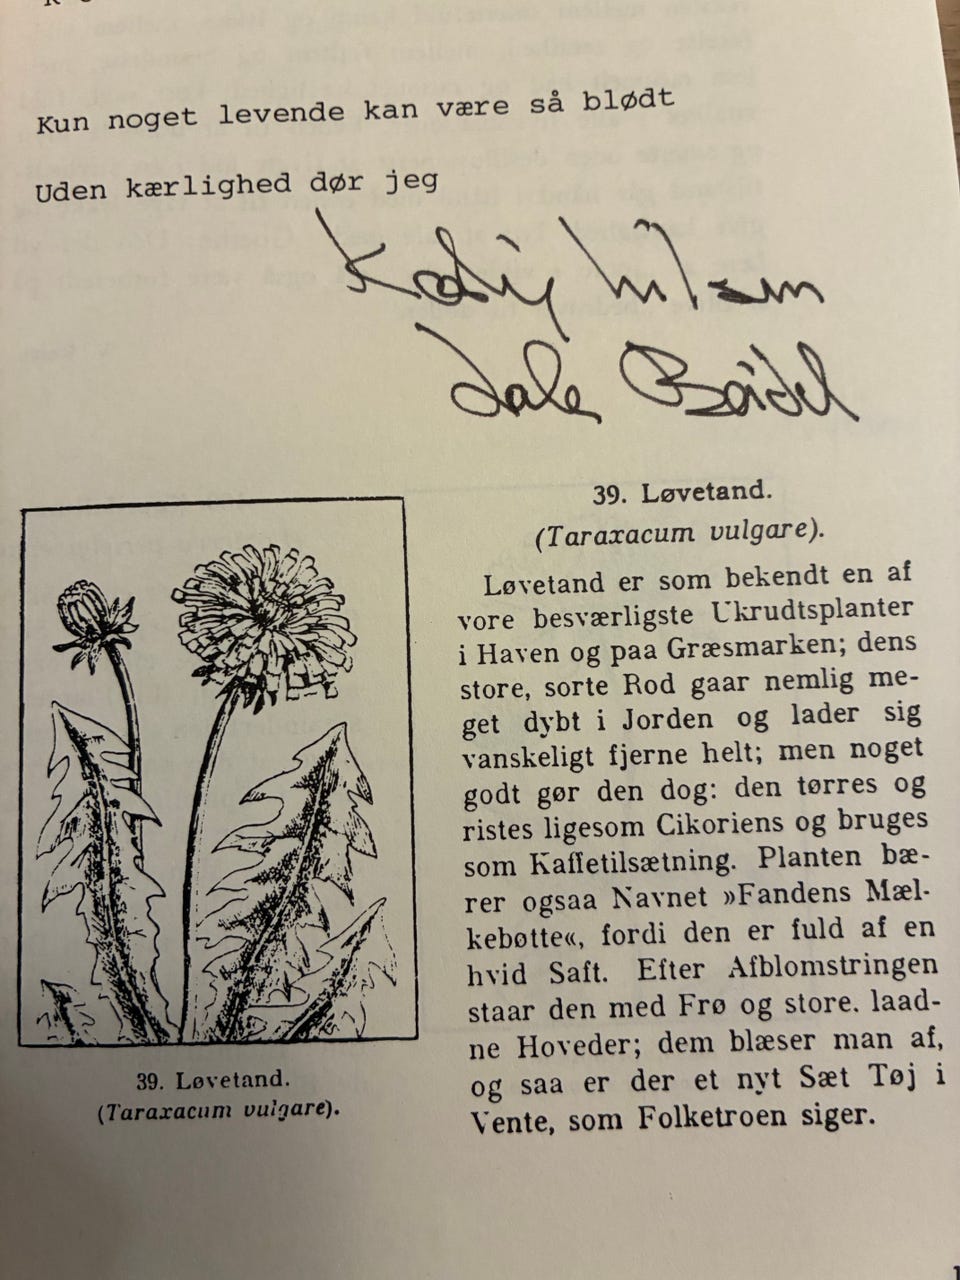 Kun noget levende kan være så blødt
Uden kærlighed dør jeg
39. Løvetand.
(Taraxacum vulgare).
Løvetand er som bekendt en af
vore besværligste Ukrudtsplanter
i Haven og paa Græsmarken; dens
store, sorte Rod gaar nemlig me-
get dybt i Jorden og lader sig
vanskeligt fjerne helt; men noget
godt gør den dog: den tørres og
ristes ligesom Cikoriens og bruges
som Kaffetilsætning. Planten bæ-
rer ogsaa Navnet »Fandens Mæl-
kebøtte«, fordi den er fuld af en
hvid Saft. Efter Afblomstringen
staar den med Frø og store. laad-
ne Hoveder; dem blæser man af,
og saa er der et nyt Sæt Tøj i
Vente, som Folketroen siger.
39. Løvetand.
(Taraxacum vulgare).